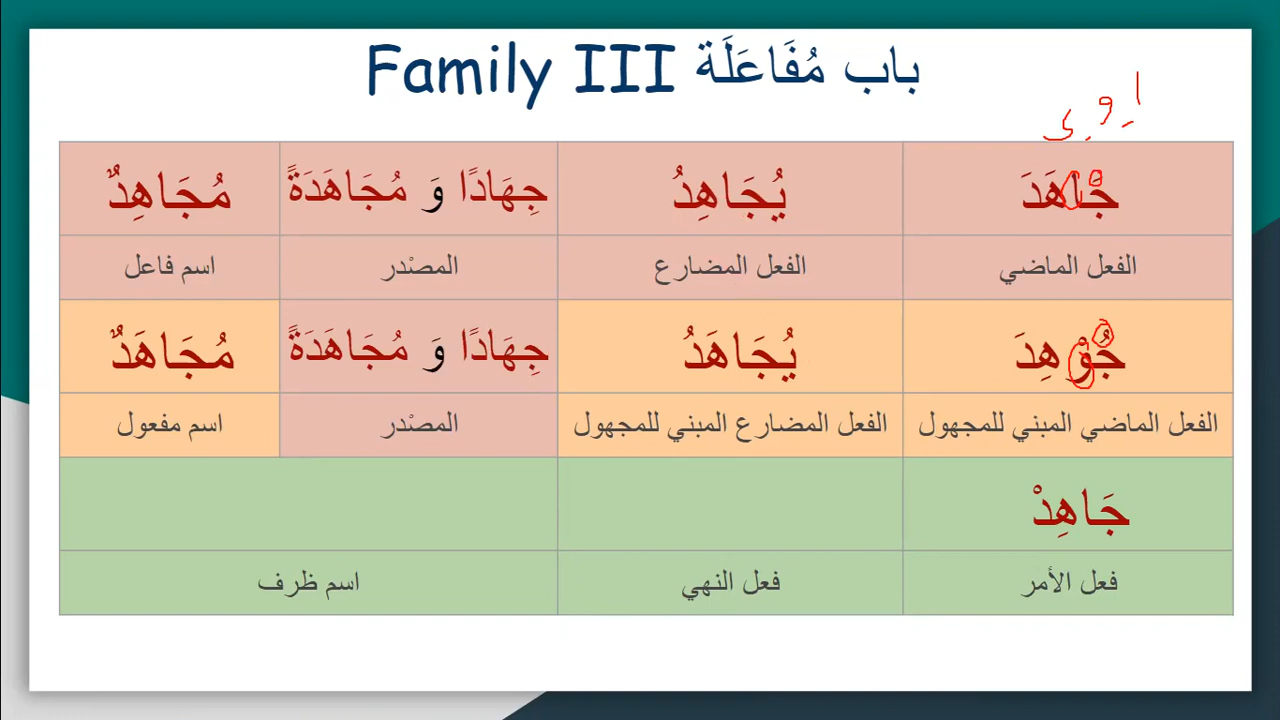 باب مُفَاعَلَة Family III
ا و ي
جَاهَدَ يُجَاهِدُ جِهَادًا وَ مُجَاهَدَةً مُجَاهِدٌ
الفعل الماضي الفعل المضارع المصْدر اسم فاعل
جُوْهِدَ يُجَاهَدُ جِهَادًا وَ مُجَاهَدَةً مُجَاهَدٌ
الفعل الماضي المبني للمجهول الفعل المضارع المبني للمجهول المصْدر اسم مفعول
جَاهِدْ
فعل الأمر فعل النهي اسم ظرف